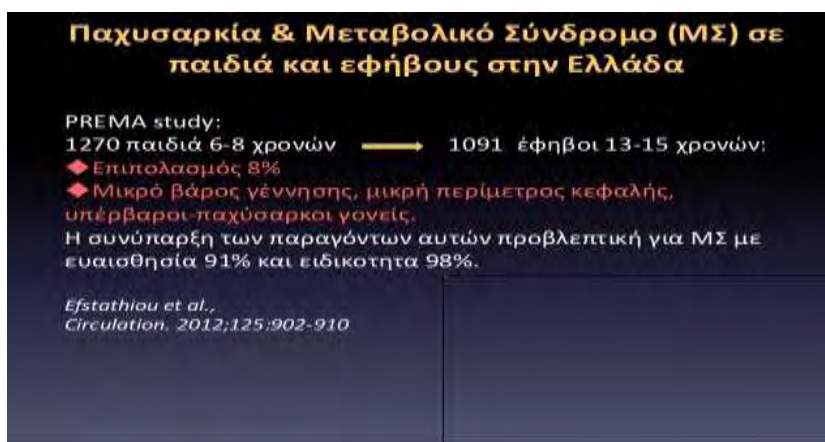 Παχυσαρκία & Μεταβολικό Σύνδρομο (ΜΣ) σε
παιδιά και εφήβους στην Ελλάδα
PREMA study:
1270 παιδιά 6-8 χρονών → 1091 έφηβοι 13-15 χρονών:
◆Επιπολασμός 8%
◆Μικρό βάρος γέννησης, μικρή περίμετρος κεφαλής,
υπέρβαροι-παχύσαρκοι γονείς.
Η συνύπαρξη των παραγόντων αυτών προβλεπτική για ΜΣ με
ευαισθησία 91% και ειδικοτητα 98%.
Efstathiou et al.,
Circulation. 2012;125:902-910